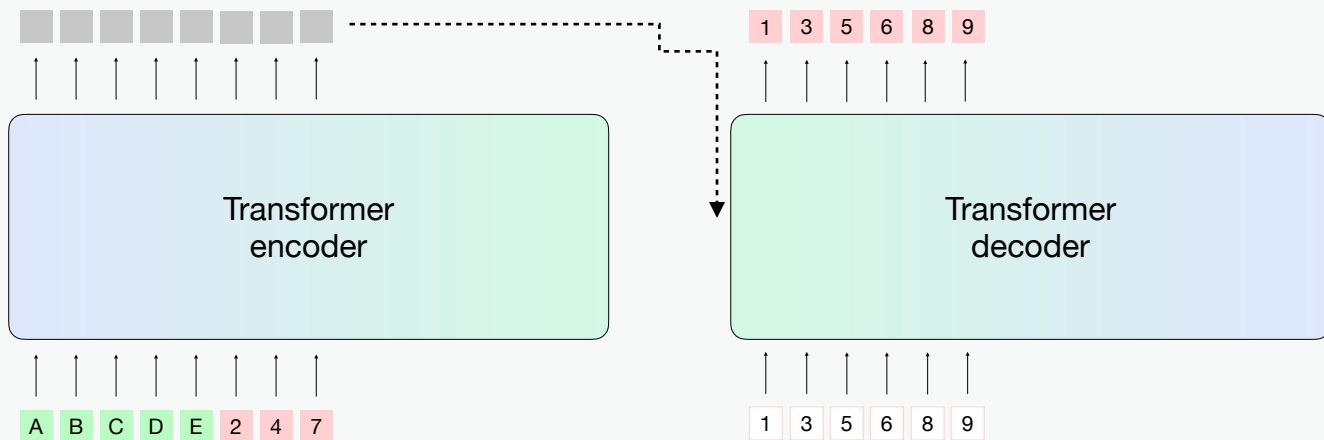 1 3 5 6 8 9
Transformer
encoder
Transformer
decoder
A B C D E 2 4 7
1 3 5 6 8 9